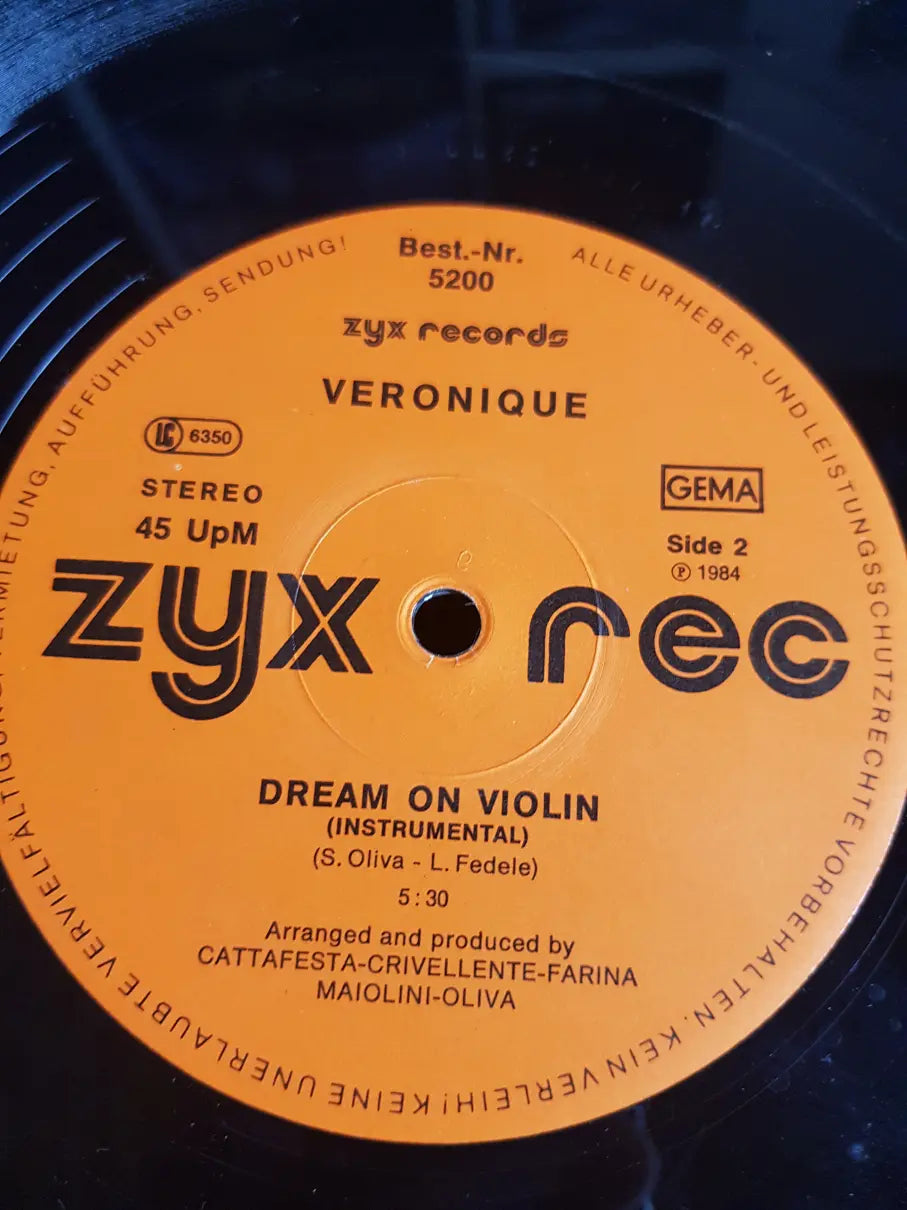 Best.-Nr.
5200
zyx records
VERONIQUE
LC 6350
STEREO
45 UpM
GEMA
Side 2
Ⓟ 1984
zyx rec
DREAM ON VIOLIN
(INSTRUMENTAL)
(S. Oliva - L. Fedele)
5:30
Arranged and produced by
CATTAFESTA-CRIVELLENTE-FARINA
MAIOLINI-OLIVA
ALLE URHEBER- UND LEISTUNGSSCHUTZRECHTE VORBEHALTEN. KEIN VERLEIH! KEINE UNERLAUBTE VERVIELFÄLTIGUNG, VERMIETUNG, AUFFÜHRUNG, SENDUNG!